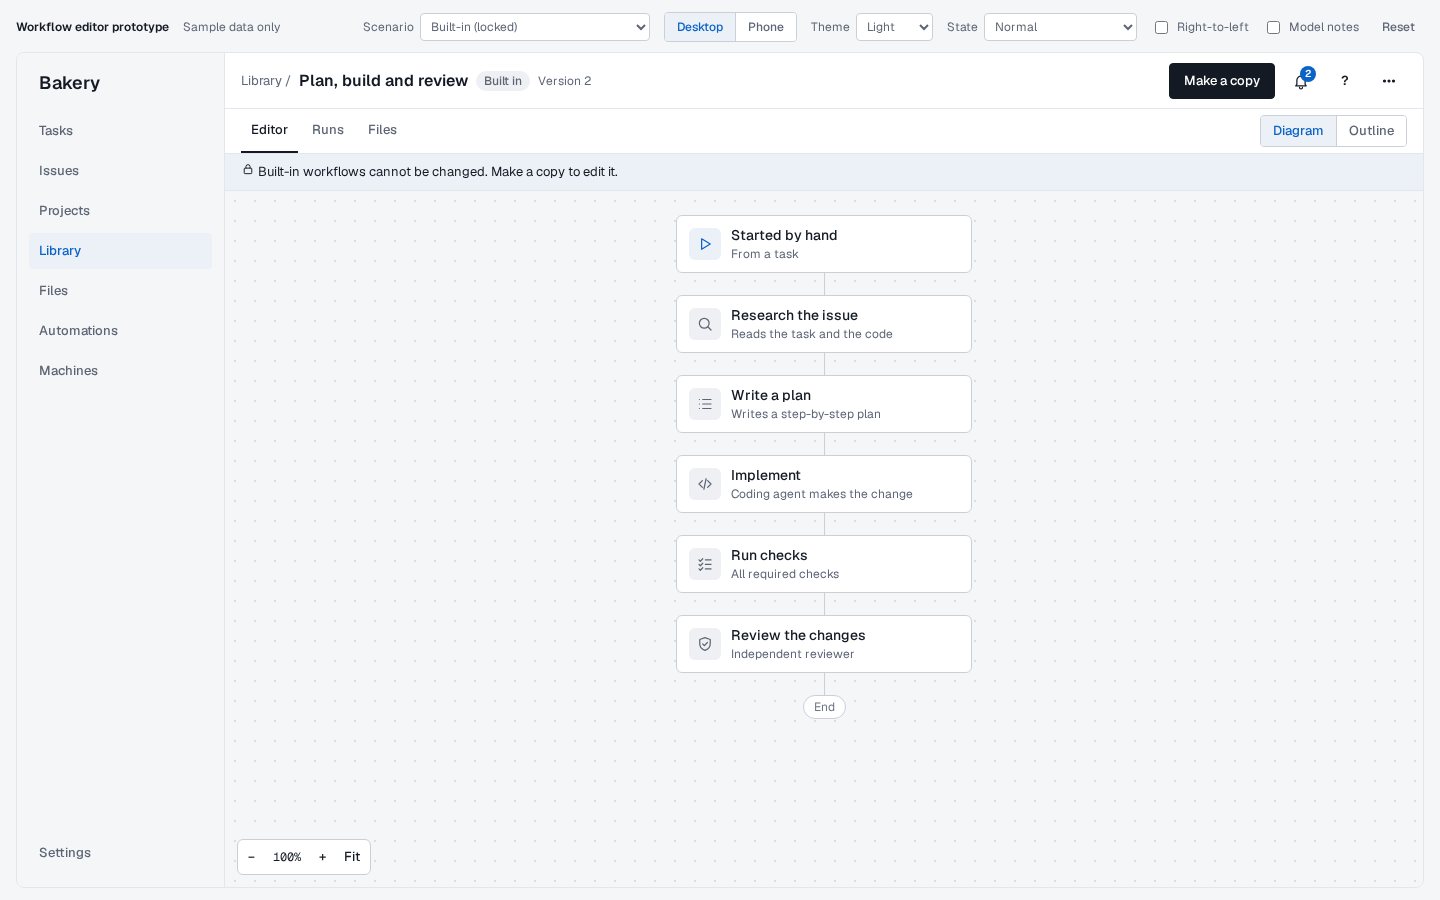 Workflow editor prototype
Sample data only
Scenario
Built-in (locked)
Desktop
Phone
Theme
Light
State
Normal
Right-to-left
Model notes
Reset
Bakery
Tasks
Issues
Projects
Library
Files
Automations
Machines
Settings
Library / Plan, build and review
Built in
Version 2
Make a copy
2
?
Editor
Runs
Files
Diagram
Outline
Built-in workflows cannot be changed. Make a copy to edit it.
Started by hand
From a task
Research the issue
Reads the task and the code
Write a plan
Writes a step-by-step plan
Implement
Coding agent makes the change
Run checks
All required checks
Review the changes
Independent reviewer
End
− 100% + Fit